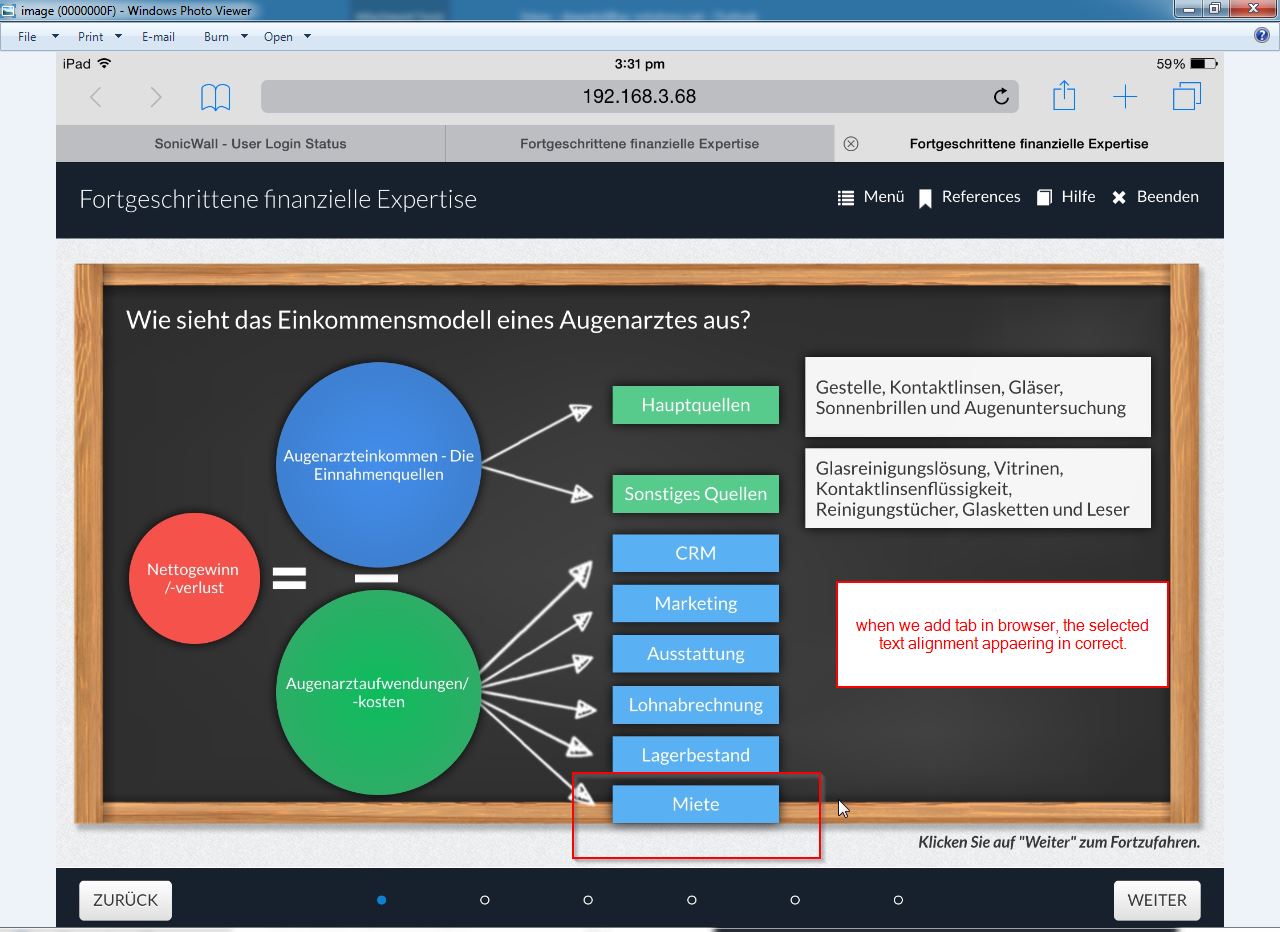 image (0000000F) - Windows Photo Viewer
File Print E-mail Burn Open
iPad 3:31 pm 59%
192.168.3.68
SonicWall - User Login Status Fortgeschrittene finanzielle Expertise Fortgeschrittene finanzielle Expertise
Fortgeschrittene finanzielle Expertise Menü References Hilfe Beenden
Wie sieht das Einkommensmodell eines Augenarztes aus?
Nettogewinn
/-verlust
Augenarzteinkommen - Die
Einnahmenquellen
Augenarztaufwendungen/
-kosten
Hauptquellen
Gestelle, Kontaktlinsen, Gläser,
Sonnenbrillen und Augenuntersuchung
Sonstiges Quellen
Glasreinigungslösung, Vitrinen,
Kontaktlinsenflüssigkeit,
Reinigungstücher, Glasketten und Leser
CRM
Marketing
Ausstattung
Lohnabrechnung
Lagerbestand
Miete
when we add tab in browser, the selected
text alignment appaering in correct.
Klicken Sie auf "Weiter" zum Fortzufahren.
ZURÜCK WEITER